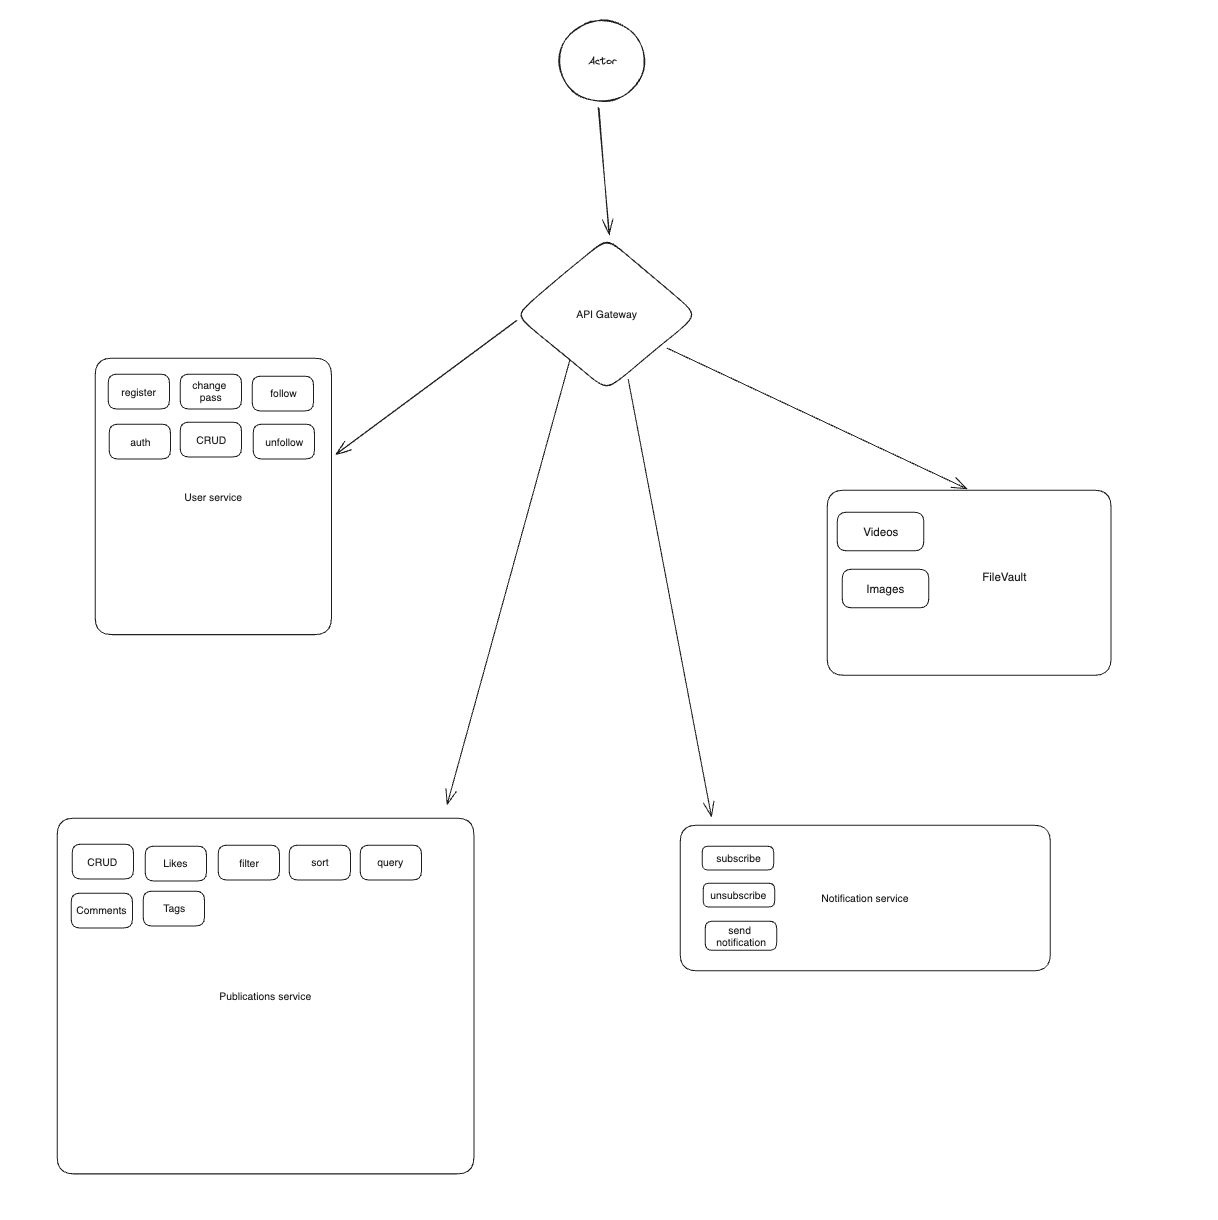 Actor
API Gateway
register
change
pass
follow
auth
CRUD
unfollow
User service
Videos
Images
FileVault
CRUD
Likes
filter
sort
query
Comments
Tags
Publications service
subscribe
unsubscribe
send
notification
Notification service